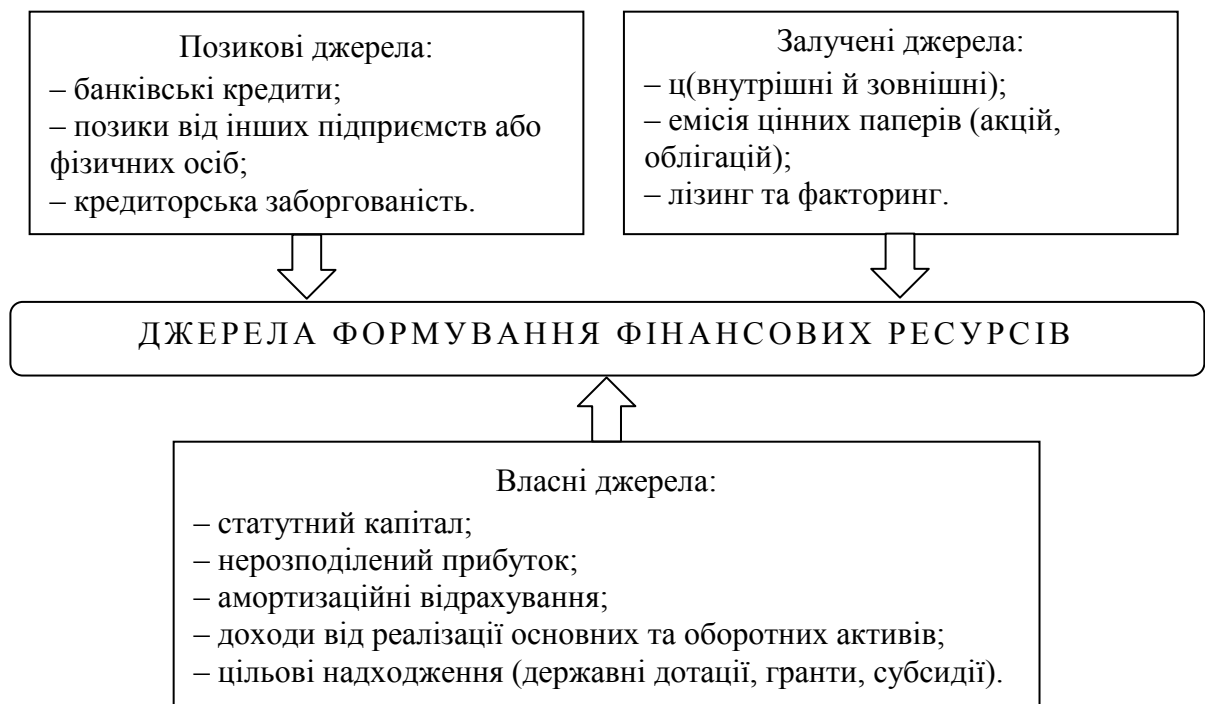 Позикові джерела:
– банківські кредити;
– позики від інших підприємств або
фізичних осіб;
– кредиторська заборгованість.
Залучені джерела:
– ц(внутрішні й зовнішні);
– емісія цінних паперів (акцій,
облігацій);
– лізинг та факторинг.
ДЖЕРЕЛА ФОРМУВАННЯ ФІНАНСОВИХ РЕСУРСІВ
Власні джерела:
– статутний капітал;
– нерозподілений прибуток;
– амортизаційні відрахування;
– доходи від реалізації основних та оборотних активів;
– цільові надходження (державні дотації, гранти, субсидії).